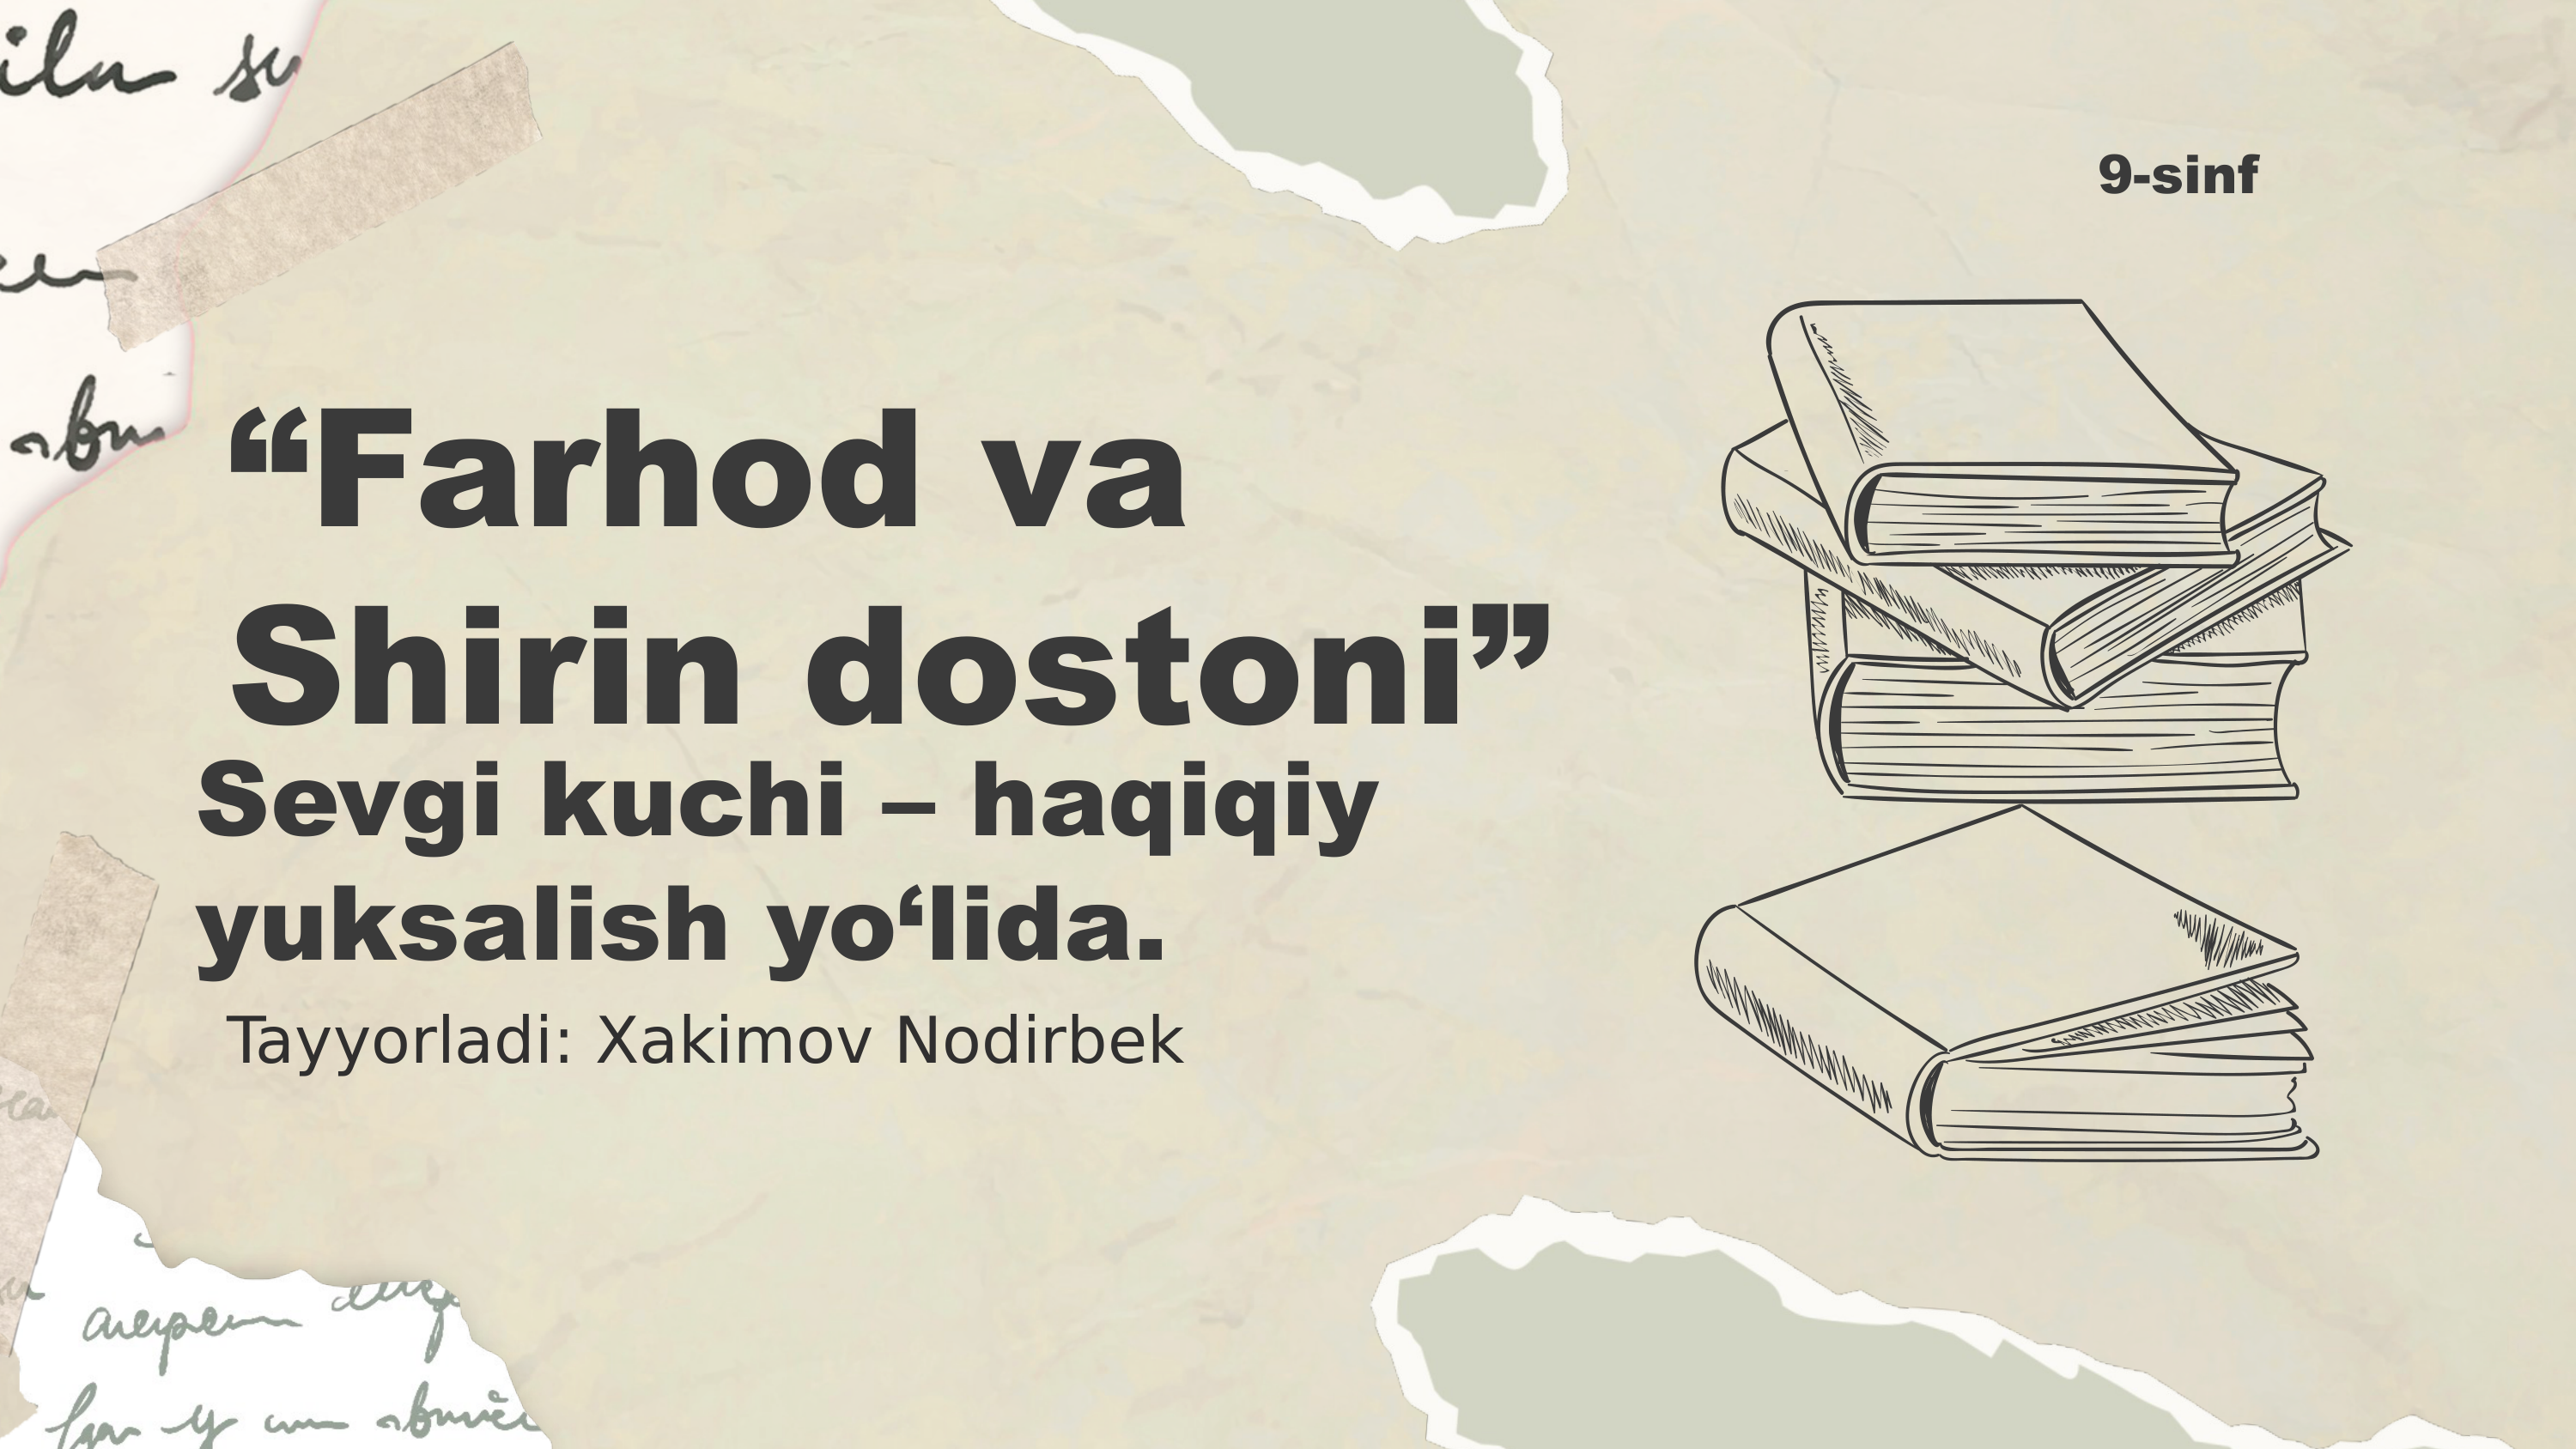 9-sinf
“Farhod va
Shirin dostoni”
Sevgi kuchi – haqiqiy
yuksalish yo‘lida.
Tayyorladi: Xakimov Nodirbek